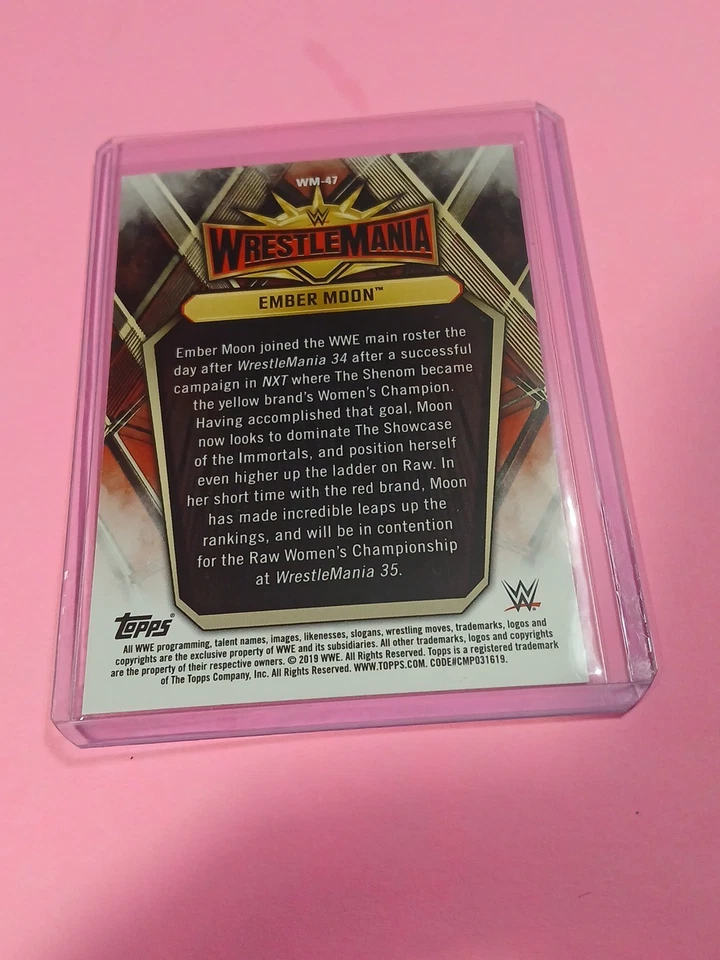 WM-47
W
WRESTLEMANIA
EMBER MOON™
Ember Moon joined the WWE main roster the
day after WrestleMania 34 after a successful
campaign in NXT where The Shenom became
the yellow brand's Women's Champion.
Having accomplished that goal, Moon
now looks to dominate The Showcase
of the Immortals, and position herself
even higher up the ladder on Raw. In
her short time with the red brand, Moon
has made incredible leaps up the
rankings, and will be in contention
for the Raw Women's Championship
at WrestleMania 35.
topps®
W
All WWE programming, talent names, images, likenesses, slogans, wrestling moves, trademarks, logos and
copyrights are the exclusive property of WWE and its subsidiaries. All other trademarks, logos and copyrights
are the property of their respective owners. © 2019 WWE. All Rights Reserved. Topps is a registered trademark
of The Topps Company, Inc. All Rights Reserved. WWW.TOPPS.COM. CODE#CMP031619.